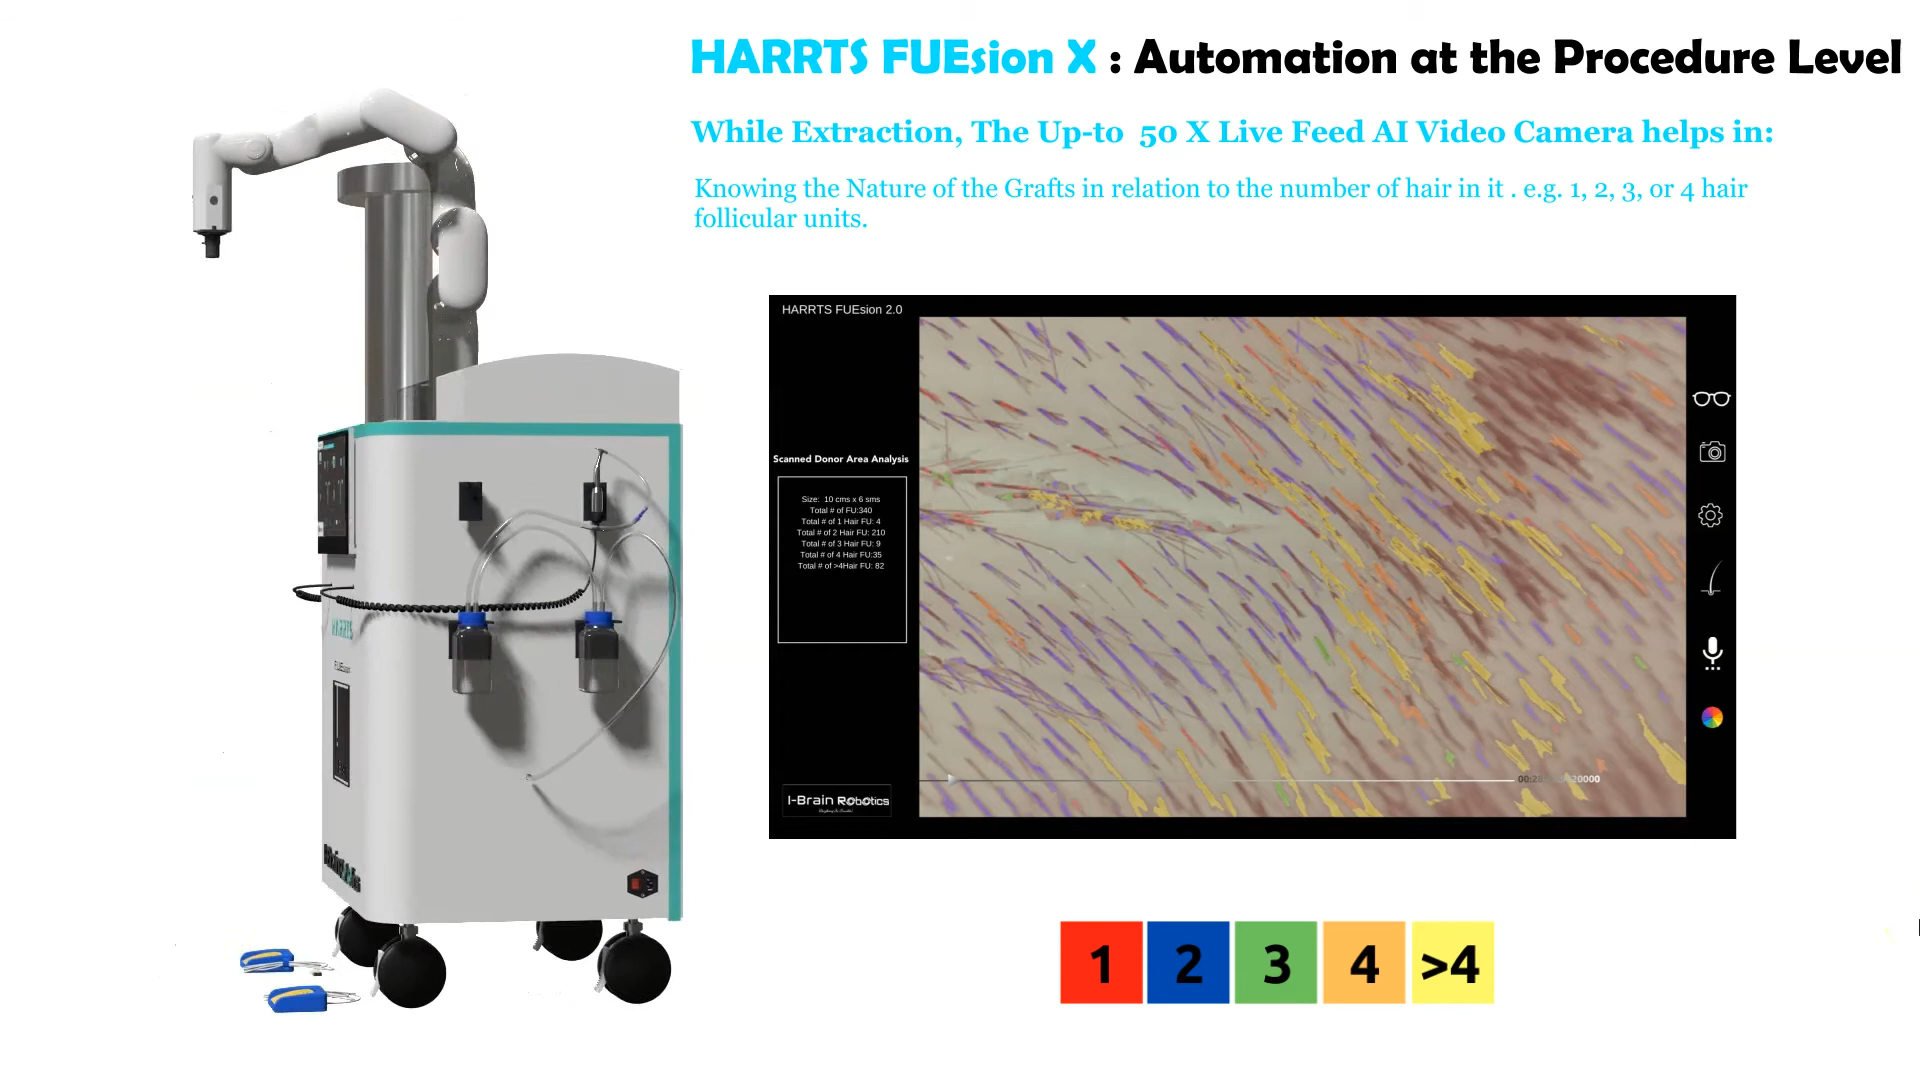 HARRTS FUEsion X : Automation at the Procedure Level
While Extraction, The Up-to 50 X Live Feed AI Video Camera helps in:
Knowing the Nature of the Grafts in relation to the number of hair in it . e.g. 1, 2, 3, or 4 hair
follicular units.
HARRTS FUEsion 2.0
Scanned Donor Area Analysis
Size: 10 cms x 6 sms
Total # of FU:340
Total # of 1 Hair FU: 4
Total # of 2 Hair FU: 210
Total # of 3 Hair FU: 9
Total # of 4 Hair FU:35
Total # of >4Hair FU: 82
I-Brain Robotics
20000
HARRTS
FUEsion
1 2 3 4 >4